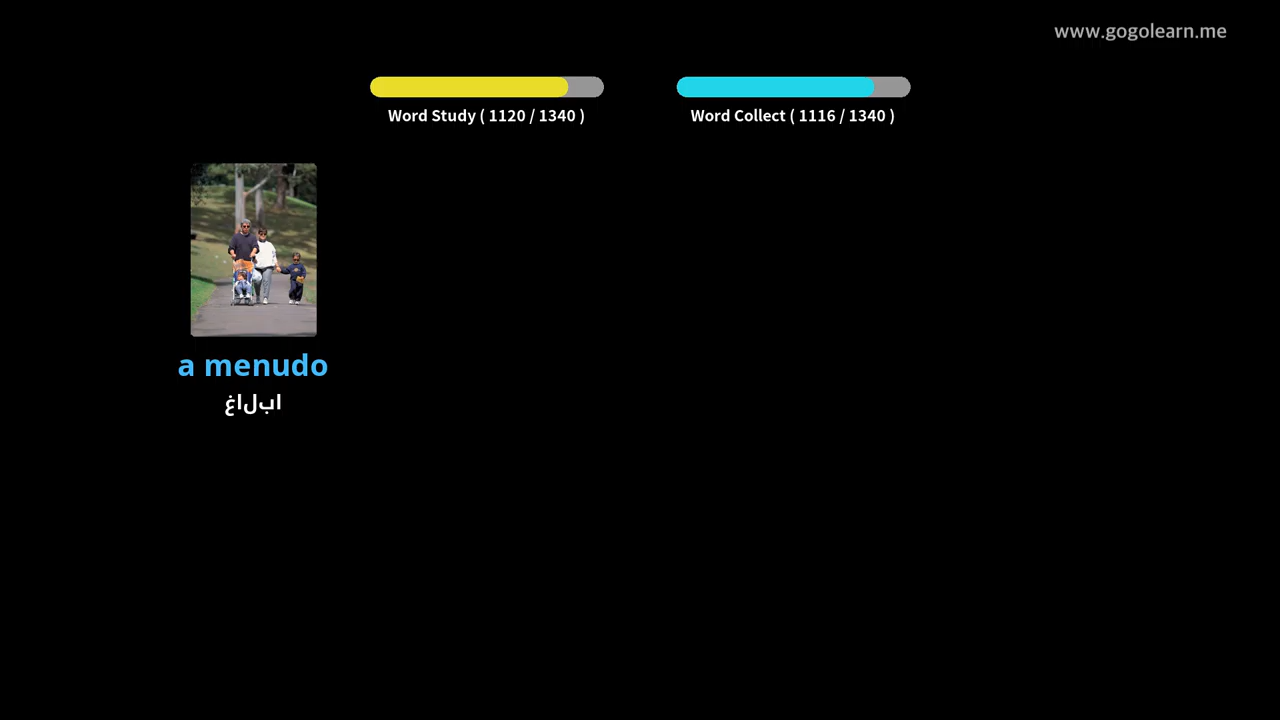 www.gogolearn.me
Word Study ( 1120 / 1340 )
Word Collect ( 1116 / 1340 )
a menudo
غالبا